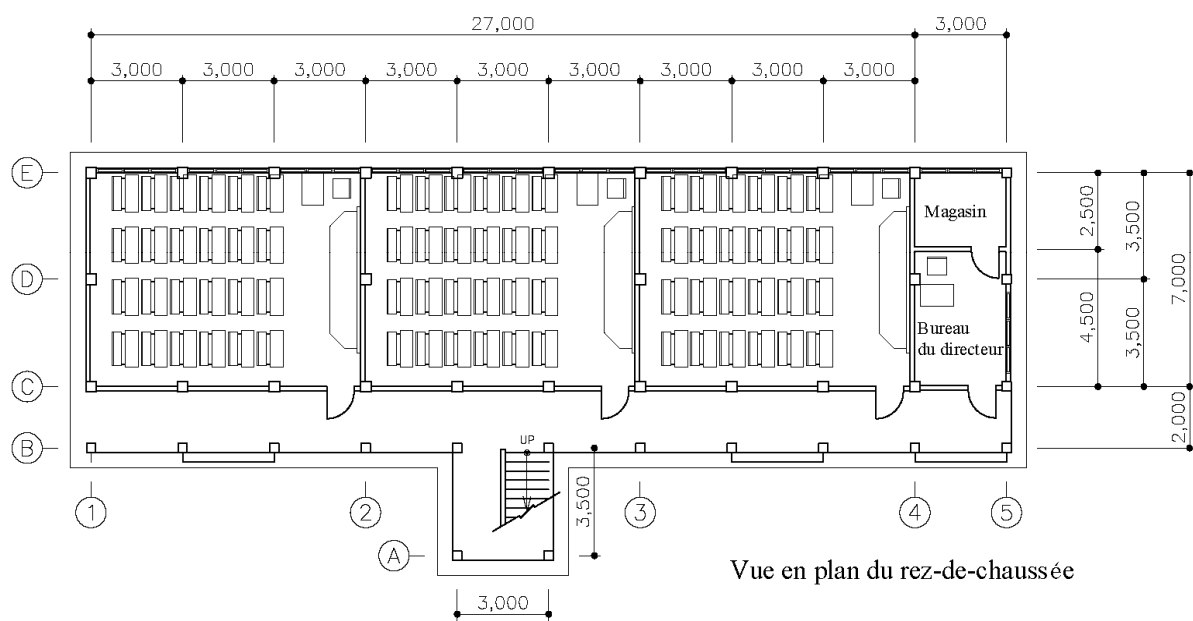 27,000
3,000
3,000
3,000
3,000
3,000
3,000
3,000
3,000
3,000
3,000
E
Magasin
2,500
3,500
D
7,000
Bureau
du directeur
4,500
3,500
C
UP
B
2,000
1
2
3,500
3
4
5
A
Vue en plan du rez-de-chaussée
3,000